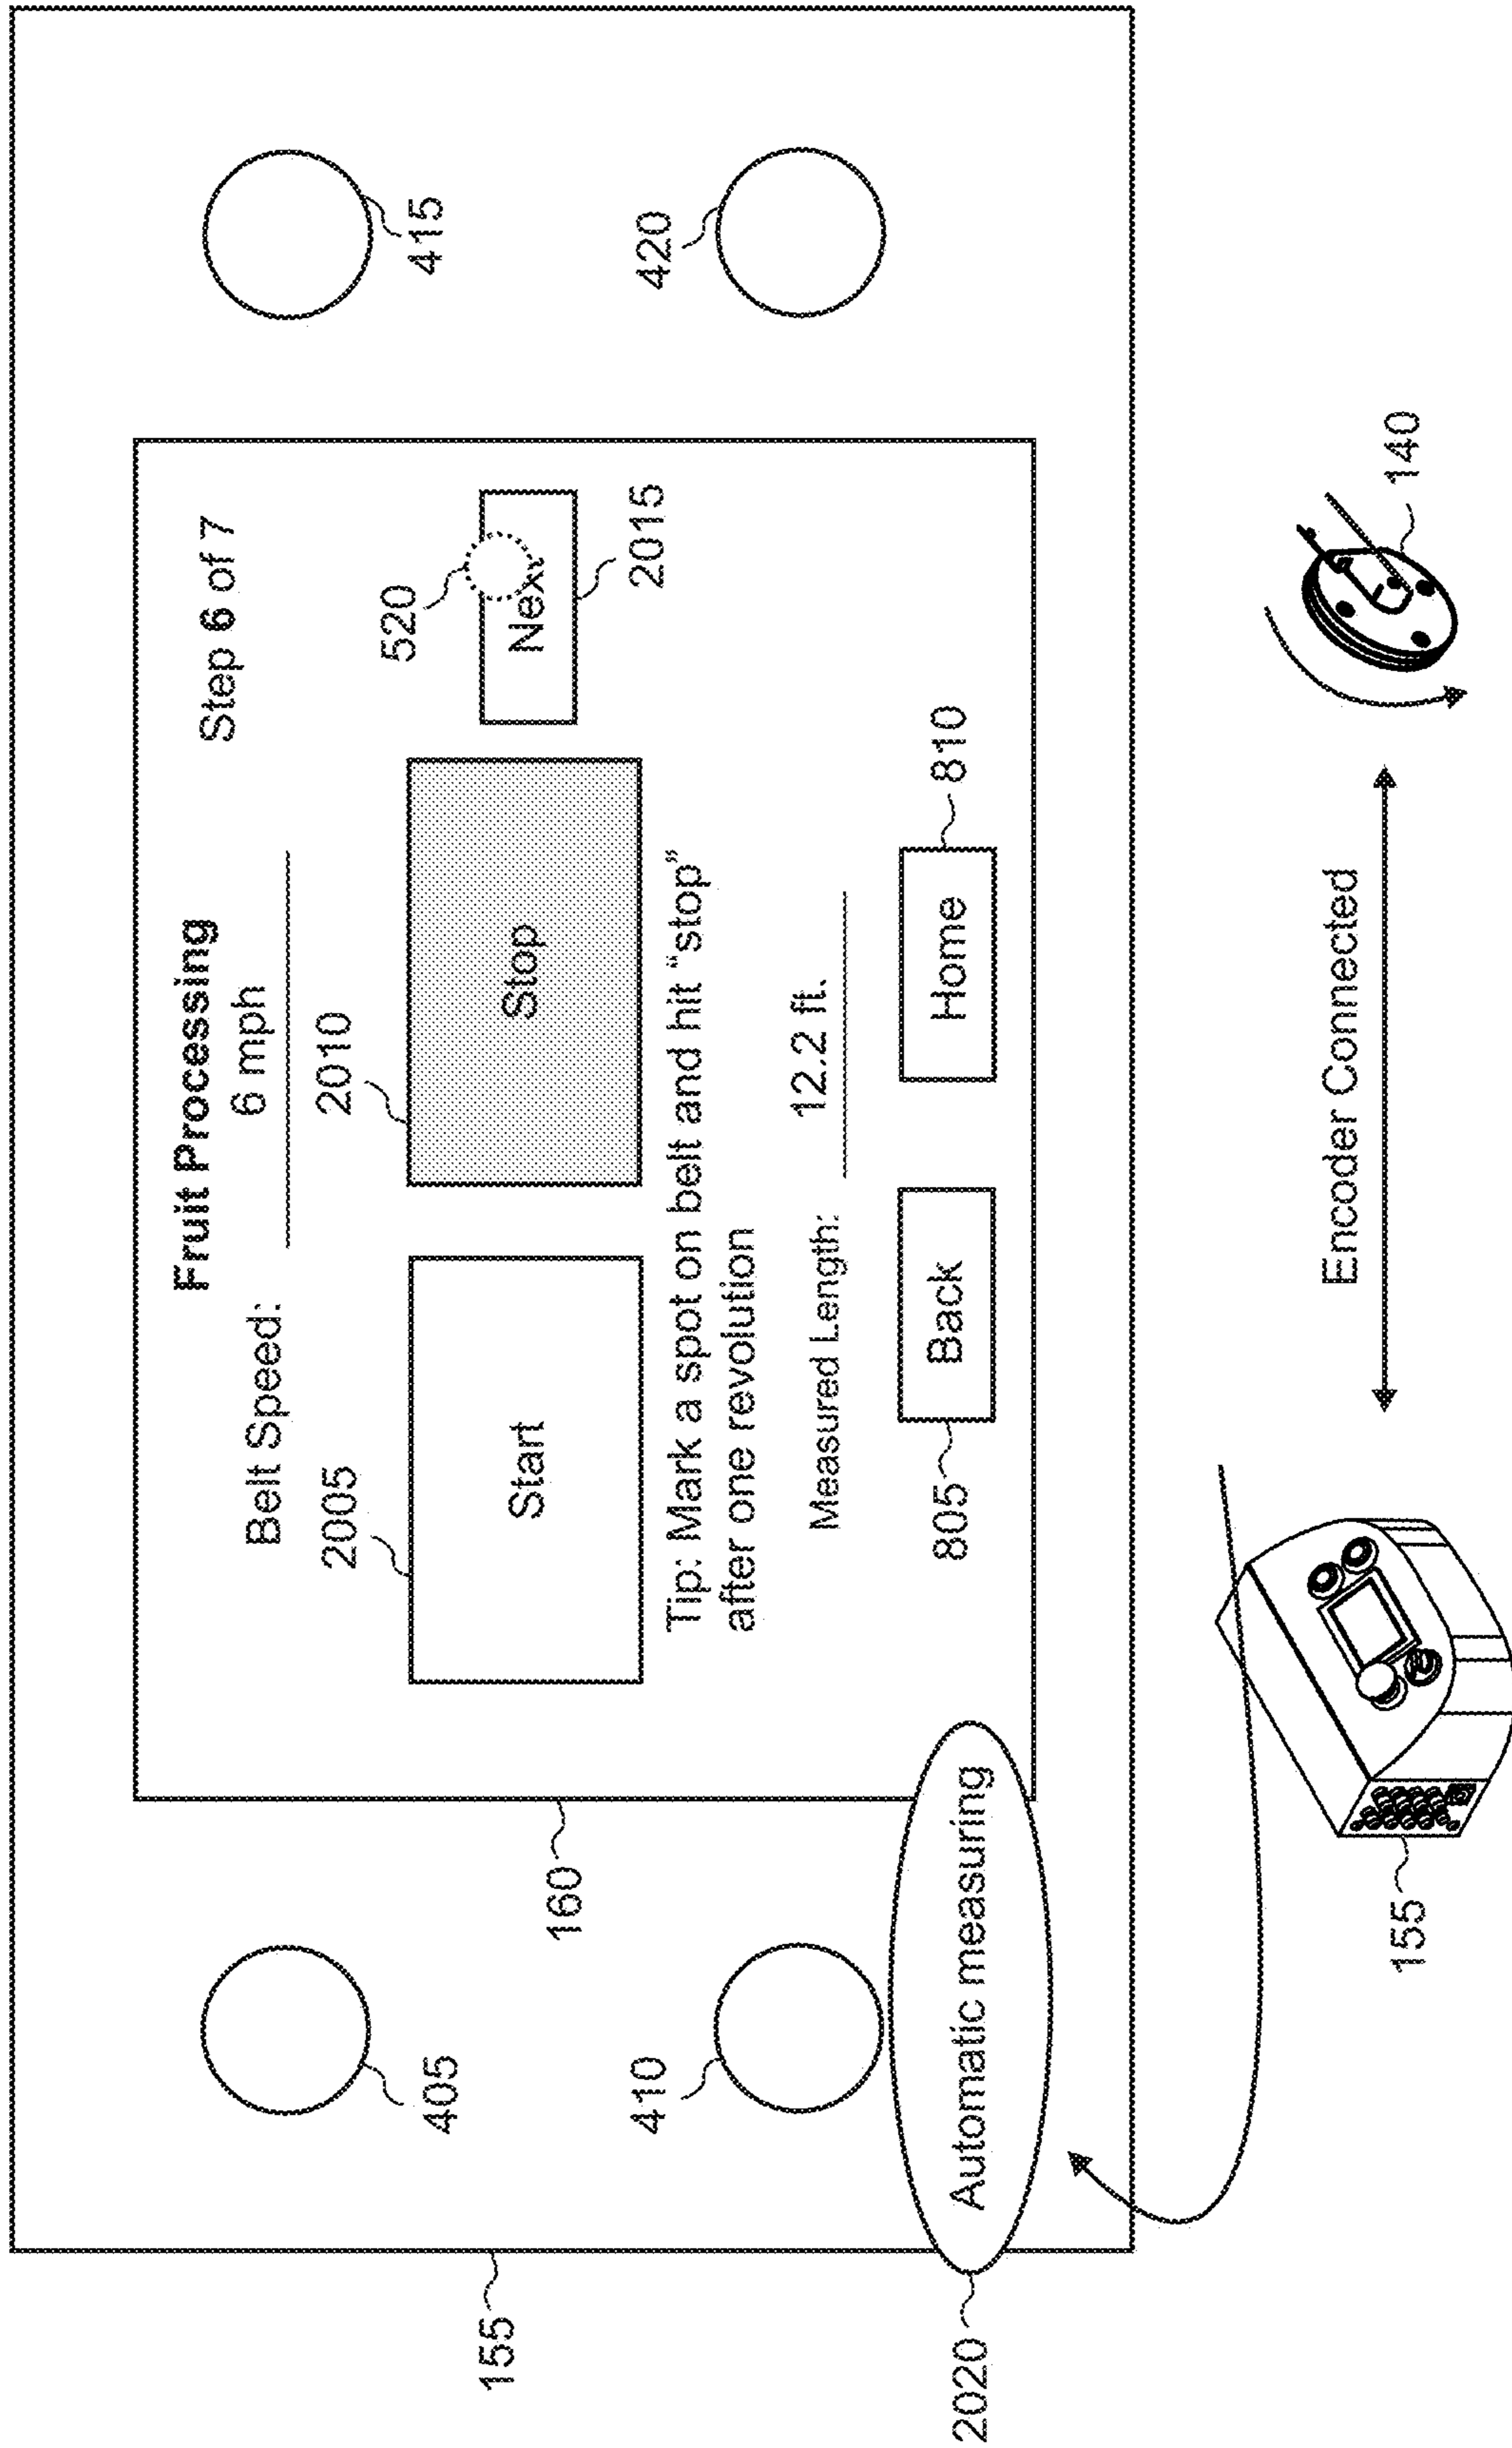 Fruit Processing
Step 6 of 7
Belt Speed:
6 mph
2005
2010
520
Start
Stop
Next
2015
Tip: Mark a spot on belt and hit “stop”
after one revolution
Measured Length:
12.2 ft.
805
Back
Home
810
405
410
415
420
160
155
2020
Automatic measuring
155
Encoder Connected
140